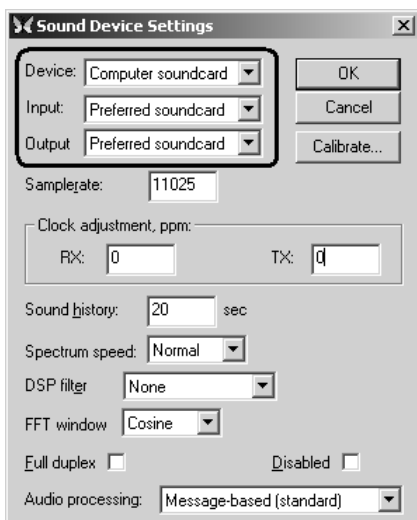 Sound Device Settings
Device: Computer soundcard OK
Input: Preferred soundcard Cancel
Output Preferred soundcard Calibrate...
Samplerate: 11025
Clock adjustment, ppm:
RX: 0 TX: 0
Sound history: 20 sec
Spectrum speed: Normal
DSP filter None
FFT window Cosine
Full duplex Disabled
Audio processing: Message-based (standard)